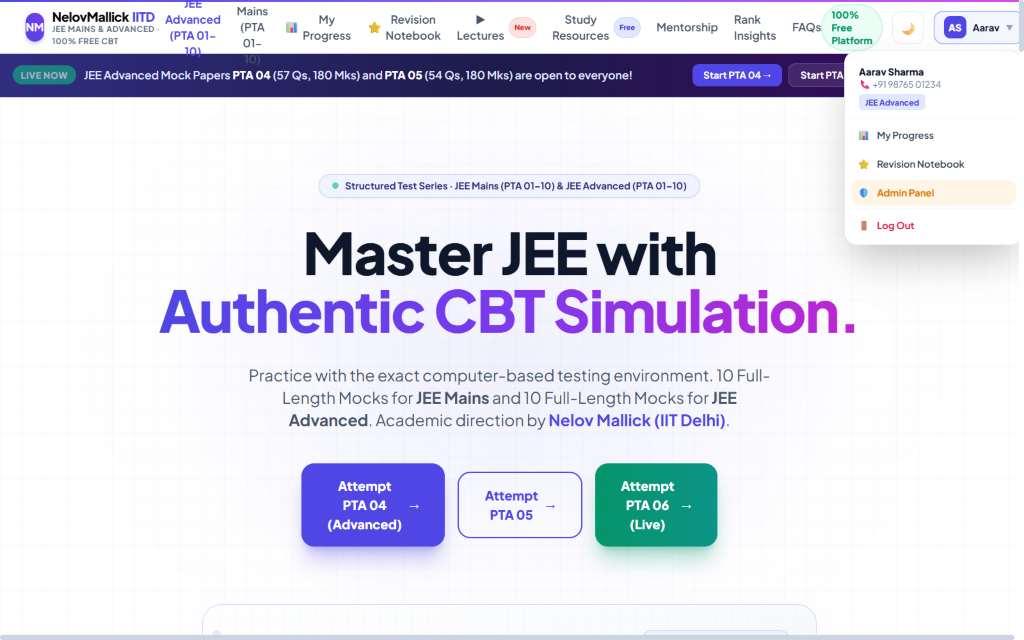 NM
NelovMallick IITD
JEE MAINS & ADVANCED ·
100% FREE CBT
JEE
Advanced
(PTA 01–
10)
Mains
(PTA
01–
10)
My
Progress
Revision
Notebook
▶
Lectures
New
Study
Resources
Free
Mentorship
Rank
Insights
FAQs
100%
Free
Platform
AS
Aarav ▼
LIVE NOW
JEE Advanced Mock Papers PTA 04 (57 Qs, 180 Mks) and PTA 05 (54 Qs, 180 Mks) are open to everyone!
Start PTA 04 →
Start PTA
Aarav Sharma
+91 98765 01234
JEE Advanced
My Progress
Revision Notebook
Admin Panel
Log Out
Structured Test Series · JEE Mains (PTA 01–10) & JEE Advanced (PTA 01–10)
Master JEE with
Authentic CBT Simulation.
Practice with the exact computer-based testing environment. 10 Full-
Length Mocks for JEE Mains and 10 Full-Length Mocks for JEE
Advanced. Academic direction by Nelov Mallick (IIT Delhi).
Attempt
PTA 04
(Advanced)
→
Attempt
PTA 05
→
Attempt
PTA 06
(Live)
→